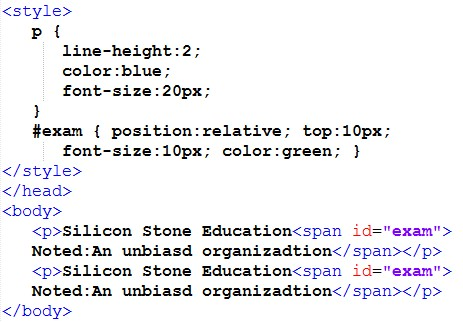 <style>
p {
line-height:2;
color:blue;
font-size:20px;
}
#exam { position:relative; top:10px;
font-size:10px; color:green; }
</style>
</head>
<body>
<p>Silicon Stone Education<span id="exam">
Noted:An unbiasd organizadtion</span></p>
<p>Silicon Stone Education<span id="exam">
Noted:An unbiasd organizadtion</span></p>
</body>